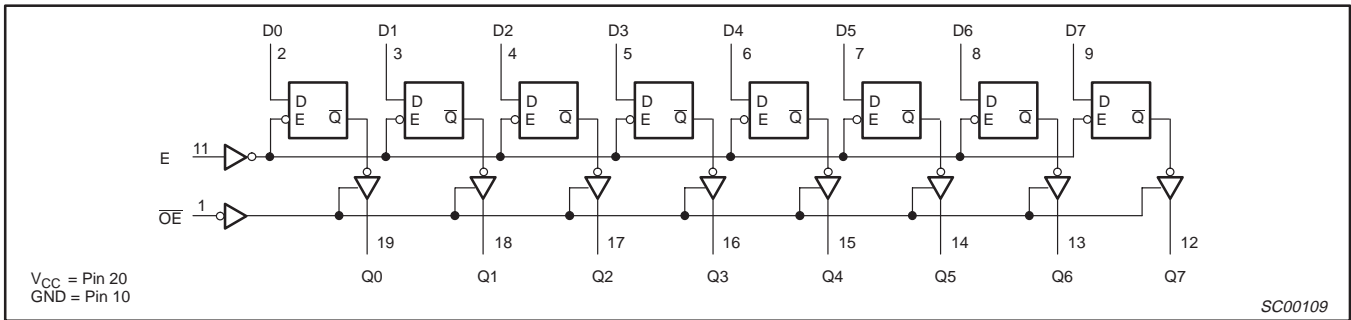 D0 D1 D2 D3 D4 D5 D6 D7
2 3 4 5 6 7 8 9
D D D D D D D D
E Q̅ E Q̅ E Q̅ E Q̅ E Q̅ E Q̅ E Q̅ E Q̅
E 11
1
O̅E̅
19 18 17 16 15 14 13 12
Q0 Q1 Q2 Q3 Q4 Q5 Q6 Q7
VCC = Pin 20
GND = Pin 10
SC00109